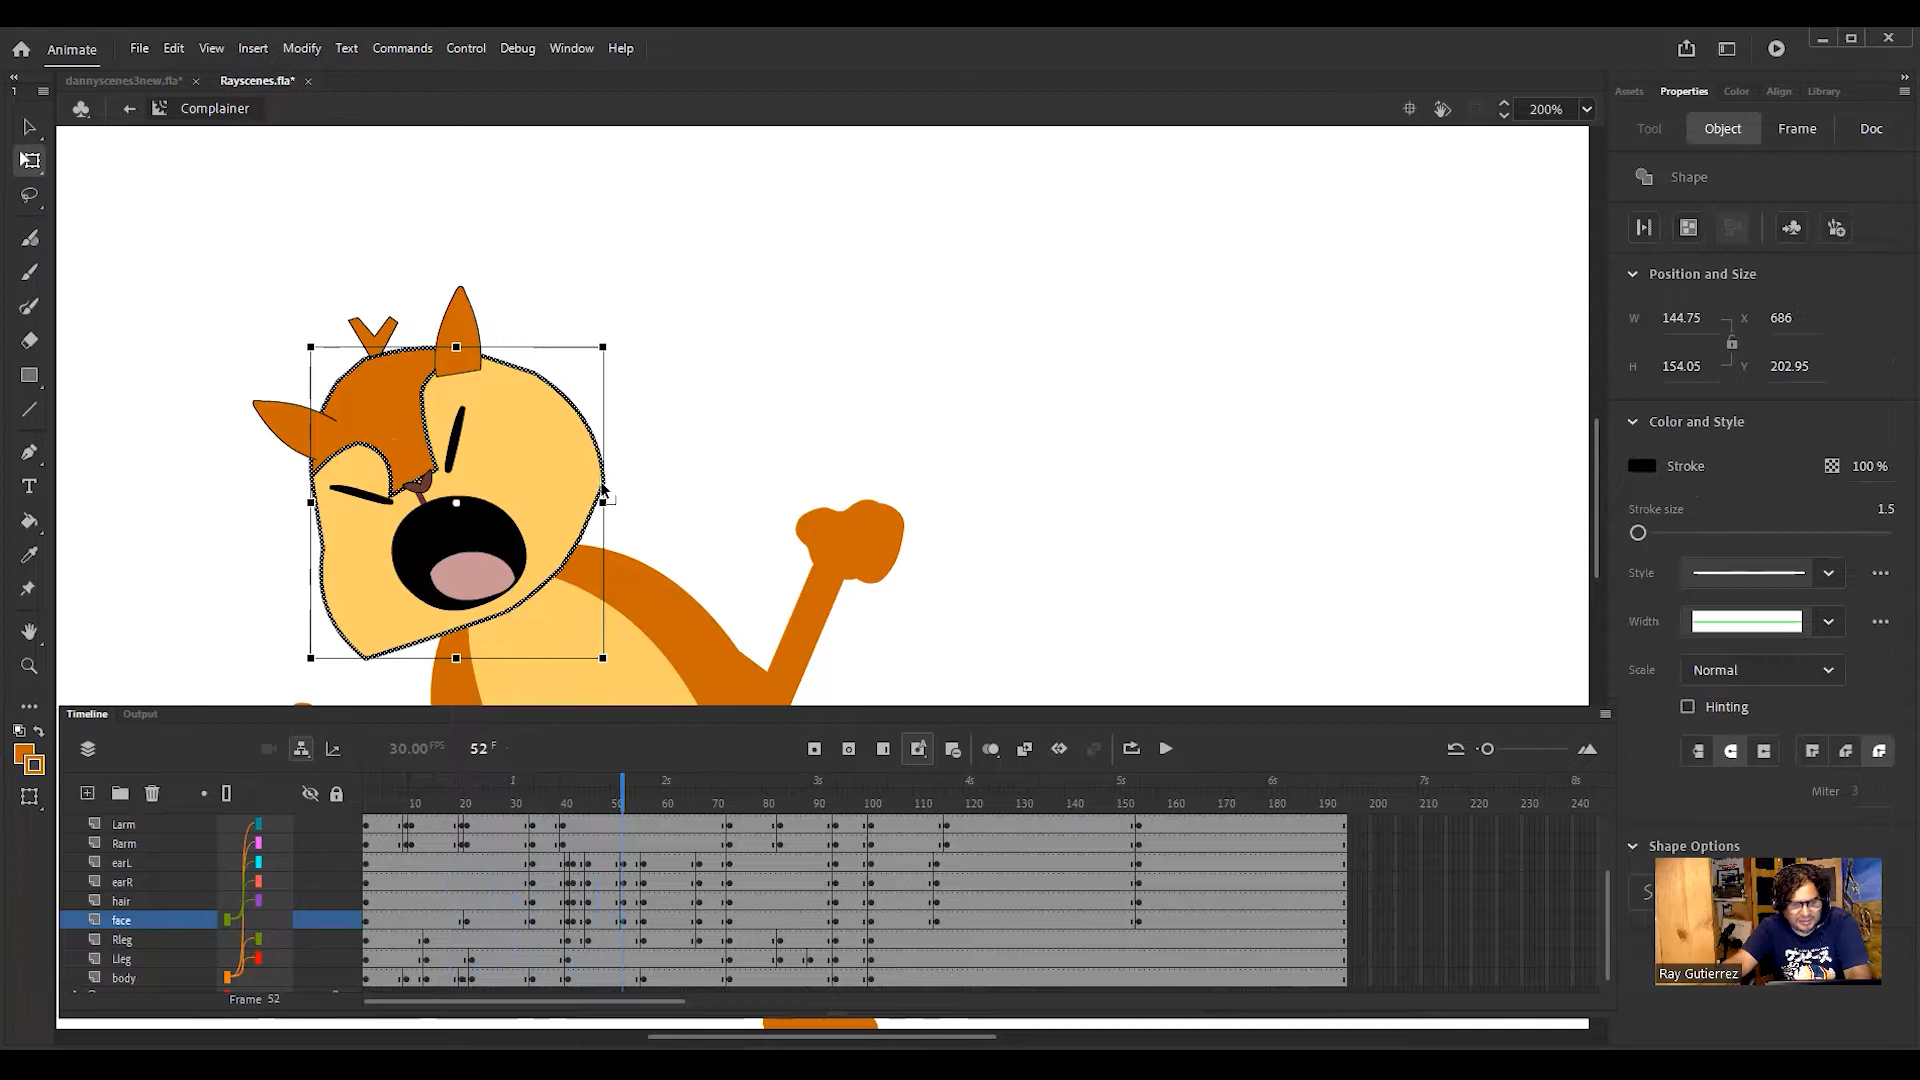 Animate File Edit View Insert Modify Text Commands Control Debug Window Help
dannyscenes3new.fla* × Rayscenes.fla* ×
Assets Properties Color Align Library
Complainer 200%
Tool Object Frame Doc
Shape
Position and Size
W 144.75 X 686
H 154.05 Y 202.95
Color and Style
Stroke 100 %
Stroke size 1.5
Style
Width
Scale Normal
Hinting
Miter 3
Shape Options
Timeline Output
30.00 FPS 52 F
1 2s 3s 4s 5s 6s 7s 8s
10 20 30 40 50 60 70 80 90 100 110 120 130 140 150 160 170 180 190 200 210 220 230 240
Larm
Rarm
earL
earR
hair
face
Rleg
Lleg
body
Frame 52
Ray Gutierrez